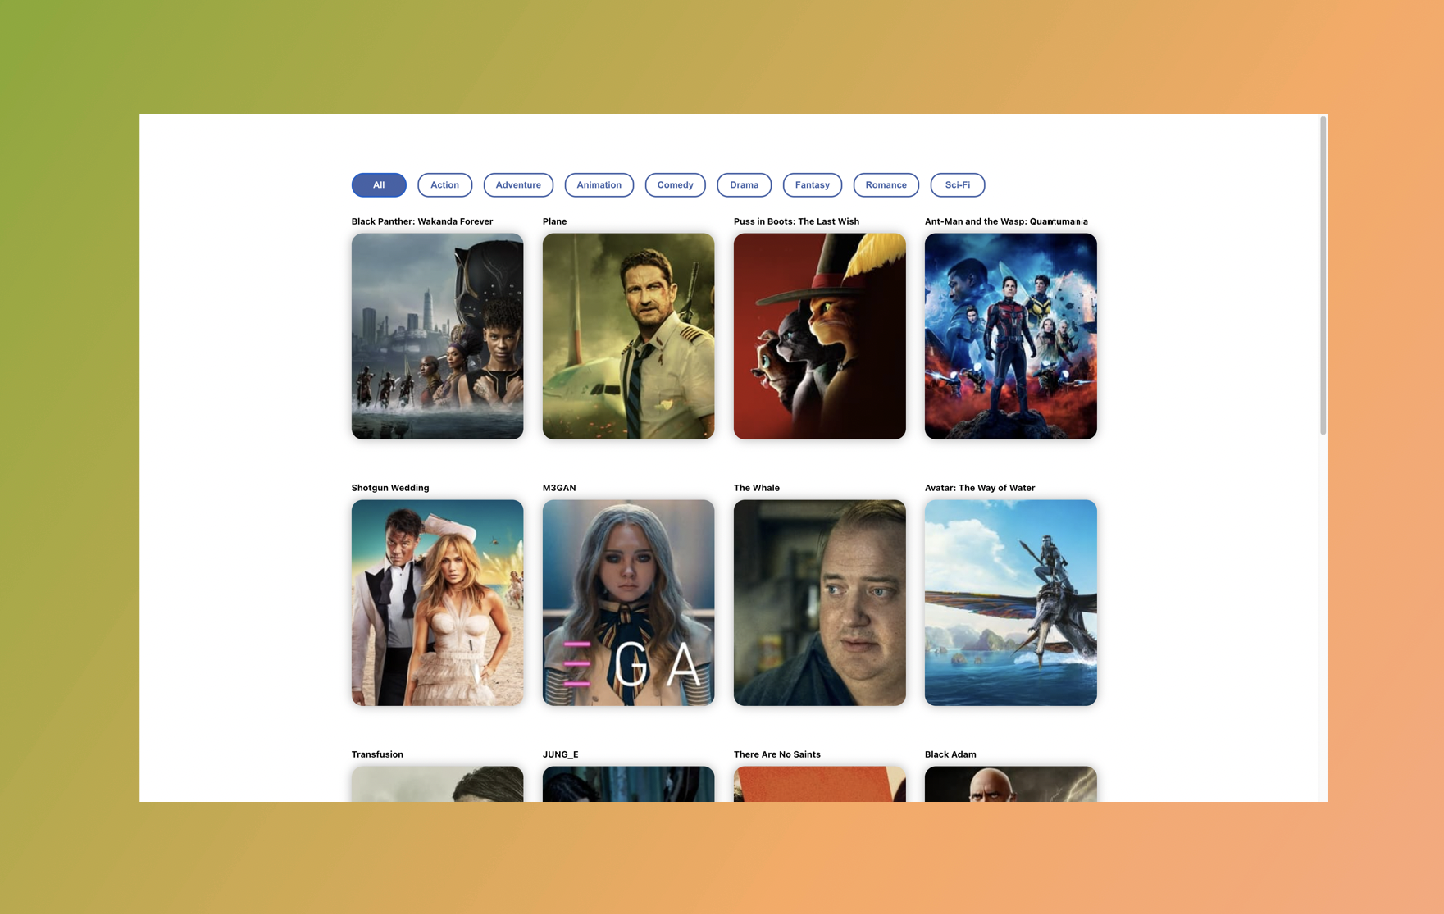 All Action Adventure Animation Comedy Drama Fantasy Romance Sci-Fi
Black Panther: Wakanda Forever Plane Puss in Boots: The Last Wish Ant-Man and the Wasp: Quantumania
Shotgun Wedding M3GAN The Whale Avatar: The Way of Water
Ξ G A
Transfusion JUNG_E There Are No Saints Black Adam